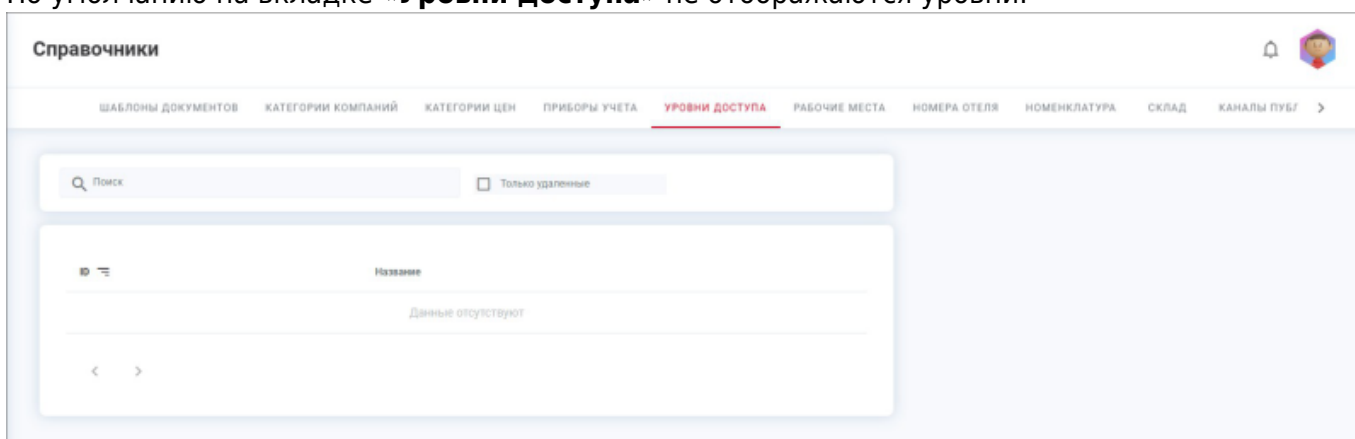 По умолчанию на вкладке «Уровни доступа» не отображаются уровни.
Справочники
ШАБЛОНЫ ДОКУМЕНТОВ КАТЕГОРИИ КОМПАНИЙ КАТЕГОРИИ ЦЕН ПРИБОРЫ УЧЕТА УРОВНИ ДОСТУПА РАБОЧИЕ МЕСТА НОМЕРА ОТЕЛЯ НОМЕНКЛАТУРА СКЛАД КАНАЛЫ ПУБЛ
Поиск Только удаленные
ID Название
Данные отсутствуют